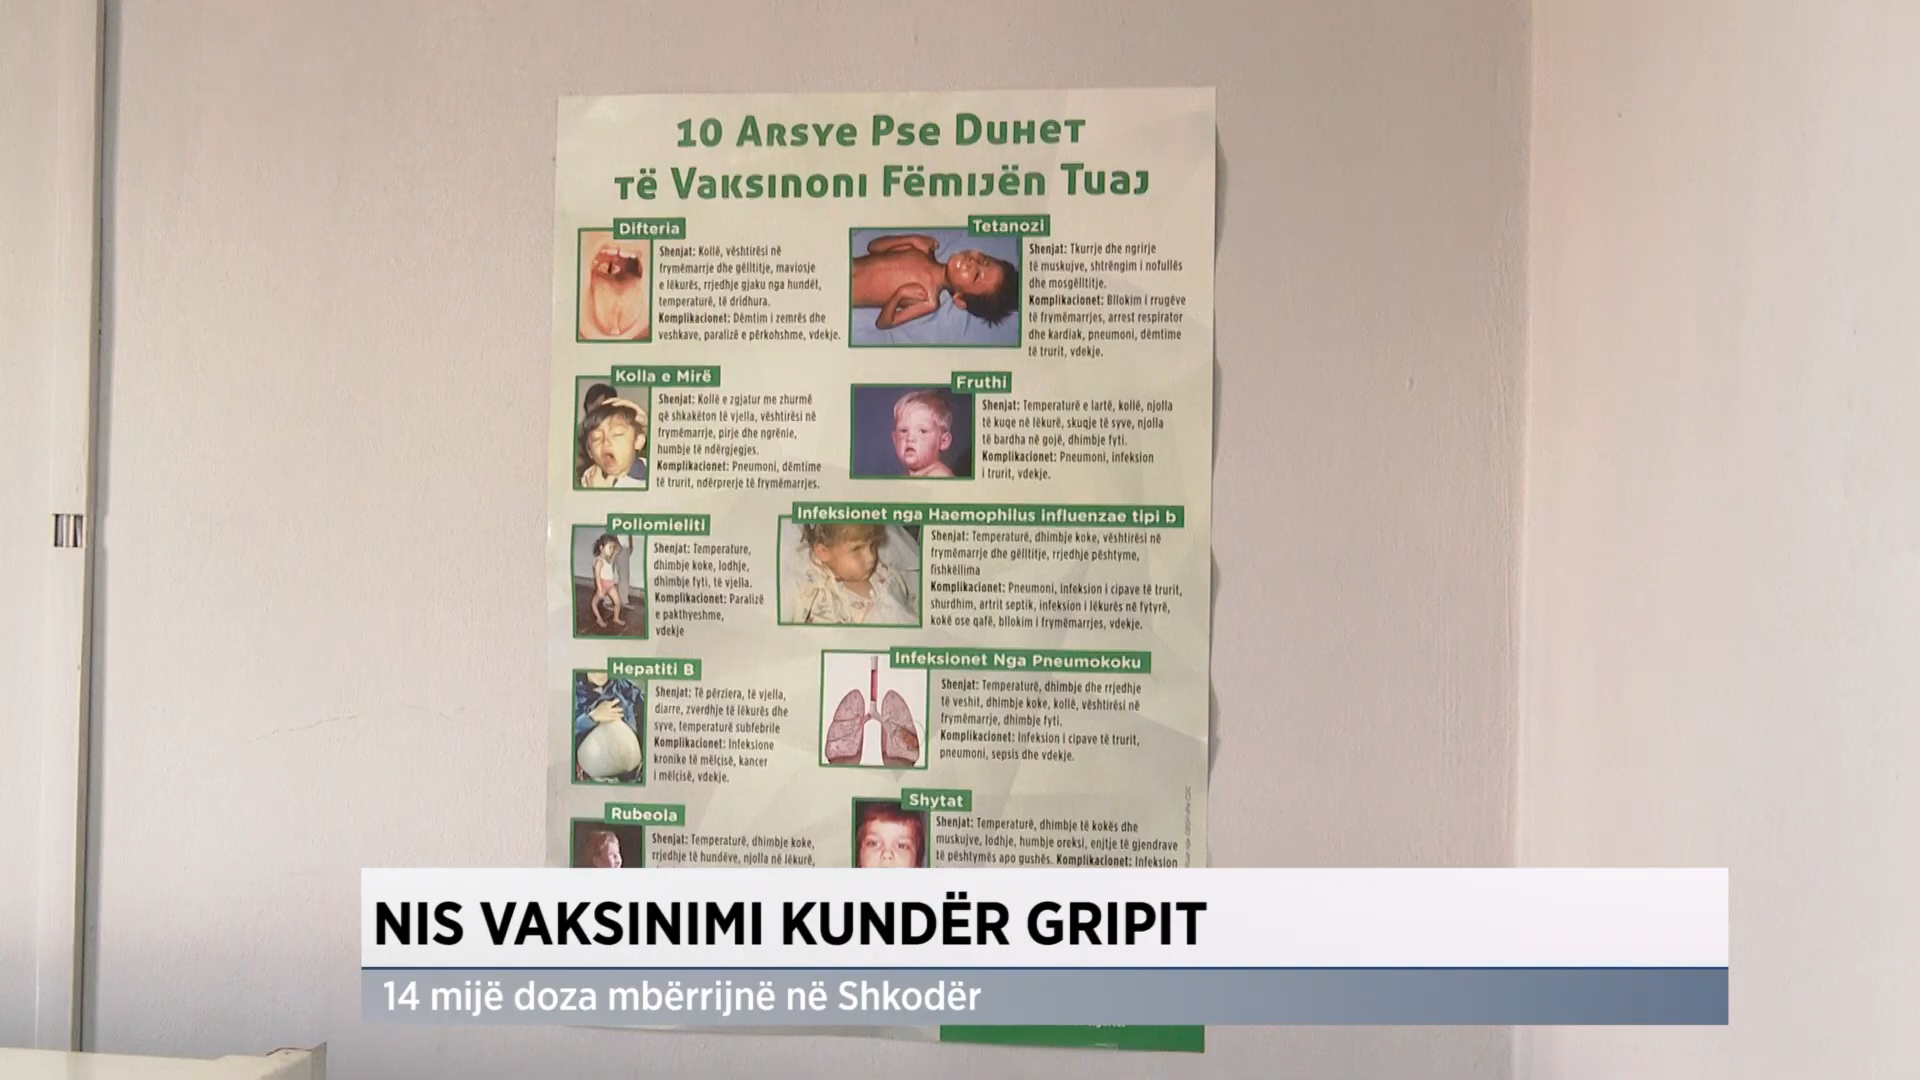 10 Arsye Pse Duhet
të Vaksinoni Fëmijën Tuaj
Difteria
Shenjat: Kollë, vështirësi në
frymëmarrje dhe gëlltitje, mavijosje
e lëkurës, rrjedhje gjaku nga hundët,
temperaturë, të dridhura.
Komplikacionet: Dëmtim i zemrës dhe
veshkave, paralizë e përkohshme, vdekje.
Tetanozi
Shenjat: Tkurrje dhe ngrirje
të muskujve, shtrëngim i nofullës
dhe mosgëlltitje.
Komplikacionet: Bllokim i rrugëve
të frymëmarrjes, arrest respirator
dhe kardiak, pneumoni, dëmtime
të trurit, vdekje.
Kolla e Mirë
Shenjat: Kollë e zgjatur me zhurmë
që shkakëton të vjella, vështirësi në
frymëmarrje, pirje dhe ngrënie,
humbje të ndërgjegjes.
Komplikacionet: Pneumoni, dëmtime
të trurit, ndërprerje të frymëmarrjes.
Fruthi
Shenjat: Temperaturë e lartë, kollë, njolla
të kuqe në lëkurë, skuqje të syve, njolla
të bardha në gojë, dhimbje fyti.
Komplikacionet: Pneumoni, infeksion
i trurit, vdekje.
Poliomieliti
Shenjat: Temperature,
dhimbje koke, lodhje,
dhimbje fyti, të vjella.
Komplikacionet: Paralizë
e pakthyeshme,
vdekje
Infeksionet nga Haemophilus influenzae tipi b
Shenjat: Temperaturë, dhimbje koke, vështirësi në
frymëmarrje dhe gëlltitje, rrjedhje pështyme,
fishkëllima
Komplikacionet: Pneumoni, infeksion i cipave të trurit,
shurdhim, artrit septik, infeksion i lëkurës në fytyrë,
kokë ose qafë, bllokim i frymëmarrjes, vdekje.
Hepatiti B
Shenjat: Të përziera, të vjella,
diarre, zverdhje të lëkurës dhe
syve, temperaturë subfebrile
Komplikacionet: Infeksione
kronike të mëlçisë, kancer
i mëlçisë, vdekje.
Infeksionet Nga Pneumokoku
Shenjat: Temperaturë, dhimbje dhe rrjedhje
të veshit, dhimbje koke, kollë, vështirësi në
frymëmarrje, dhimbje fyti.
Komplikacionet: Infeksion i cipave të trurit,
pneumoni, sepsis dhe vdekje.
Rubeola
Shenjat: Temperaturë, dhimbje koke,
rrjedhje të hundëve, njolla në lëkurë,
Shytat
Shenjat: Temperaturë, dhimbje të kokës dhe
muskujve, lodhje, humbje oreksi, enjtje të gjendrave
të pështymës apo gushës. Komplikacionet: Infeksion
NIS VAKSINIMI KUNDËR GRIPIT
14 mijë doza mbërrijnë në Shkodër